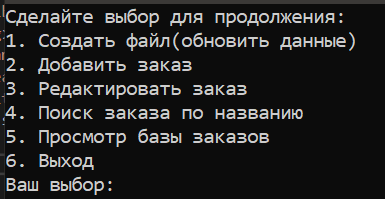 Сделайте выбор для продолжения:
1. Создать файл(обновить данные)
2. Добавить заказ
3. Редактировать заказ
4. Поиск заказа по названию
5. Просмотр базы заказов
6. Выход
Ваш выбор: